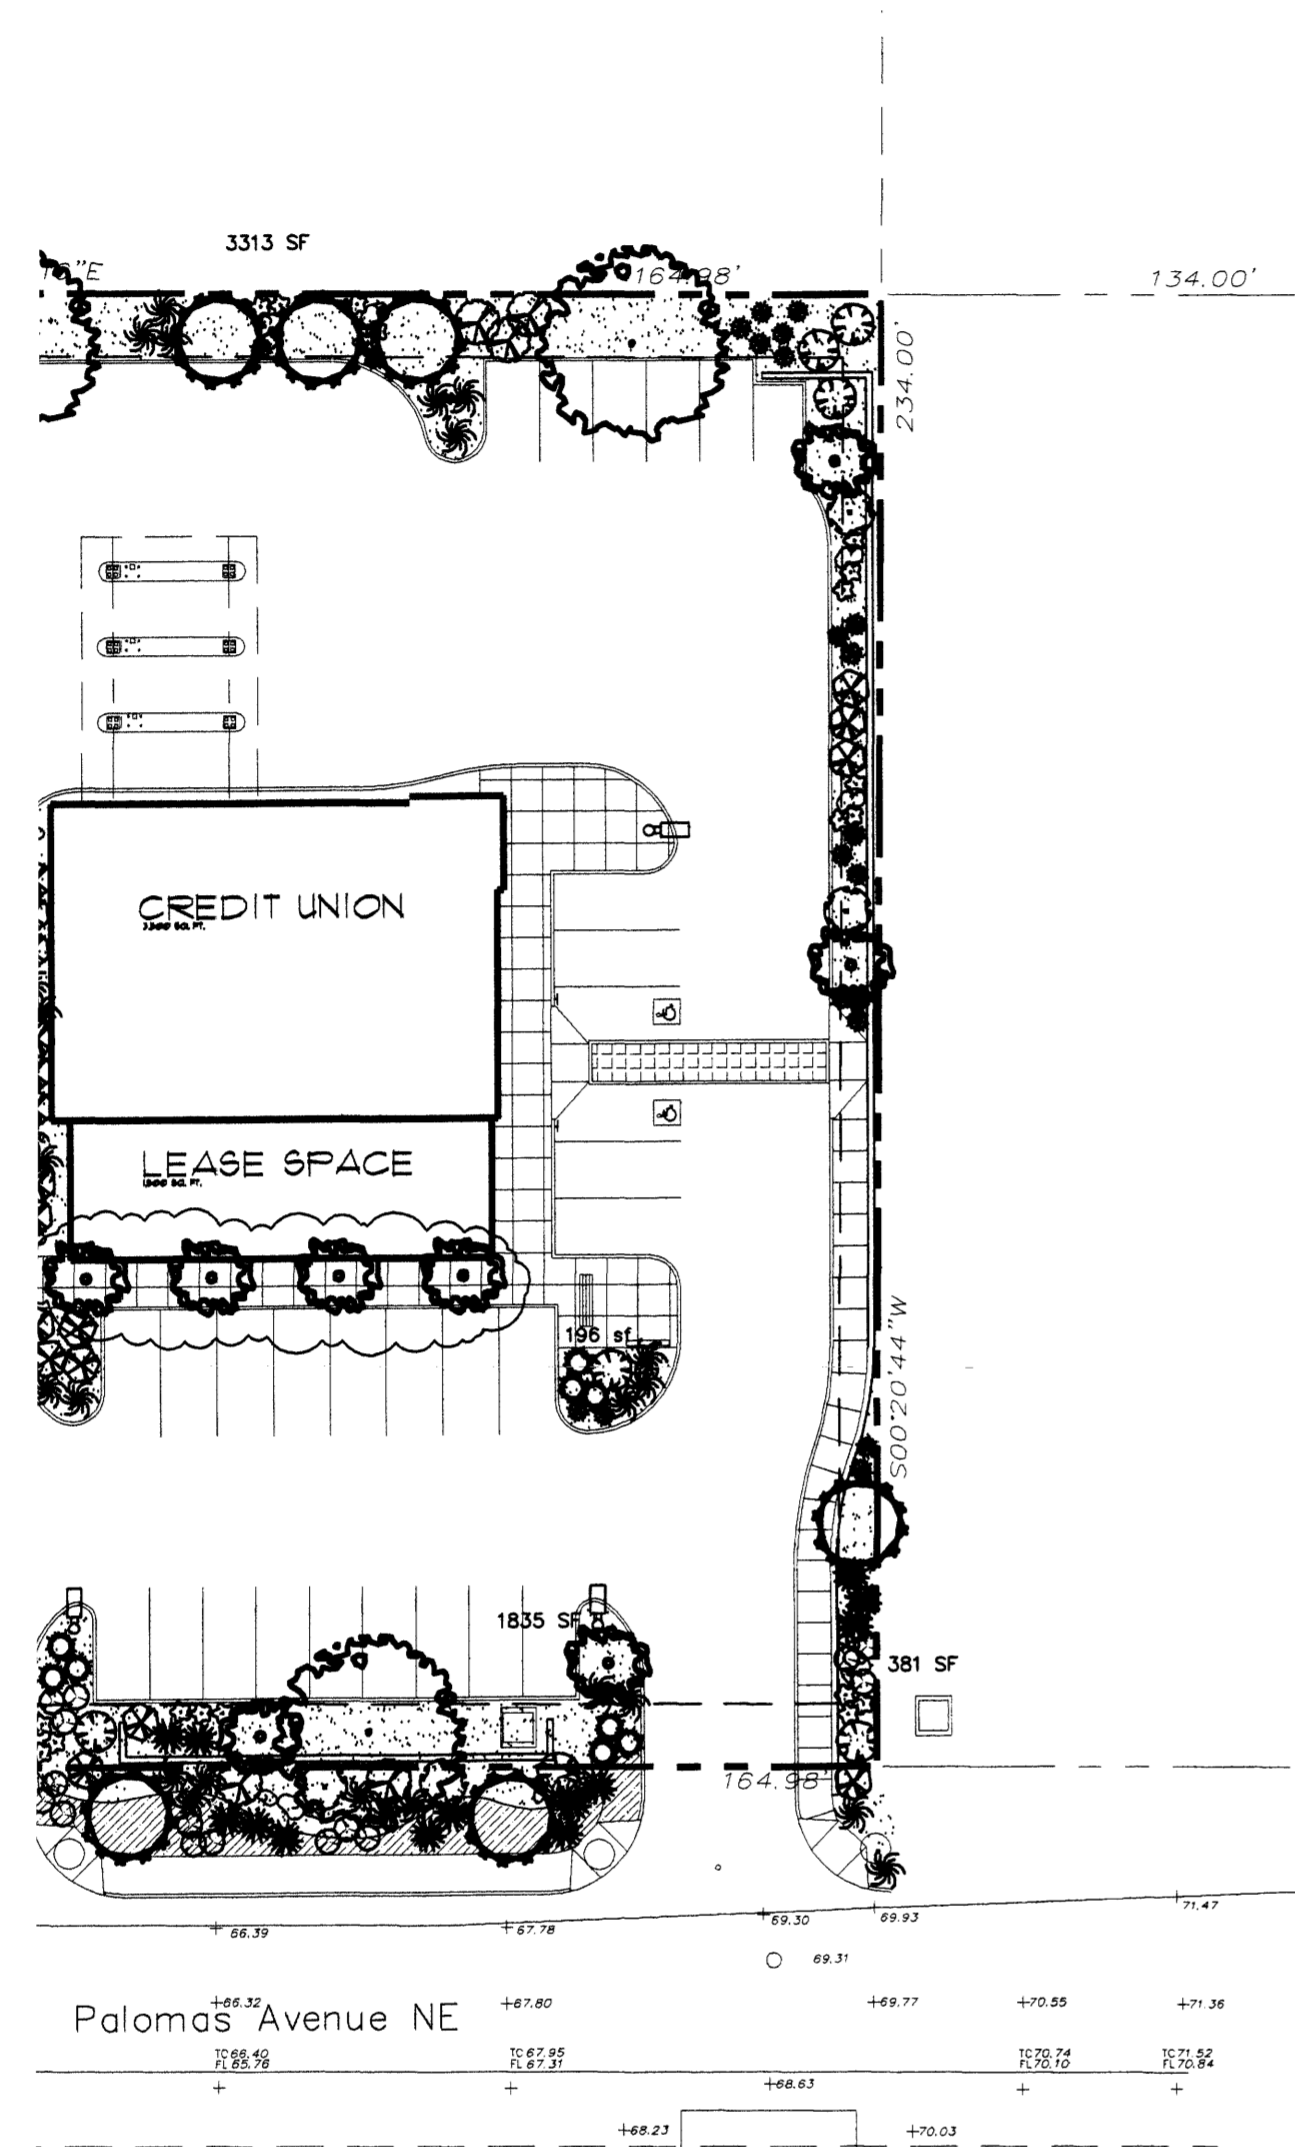 3313 SF
164.98'
134.00'
234.00'
CREDIT UNION
LEASE SPACE
196 sf
S00°20'44"W
1835 SF
381 SF
164.98'
71.47
66.39
67.78
69.30
69.93
69.31
66.32
67.80
69.77
70.55
71.36
Palomas Avenue NE
TC 66.40
FL 65.76
TC 67.95
FL 67.31
TC 70.74
FL 70.10
TC 71.52
FL 70.84
68.63
68.23
70.03